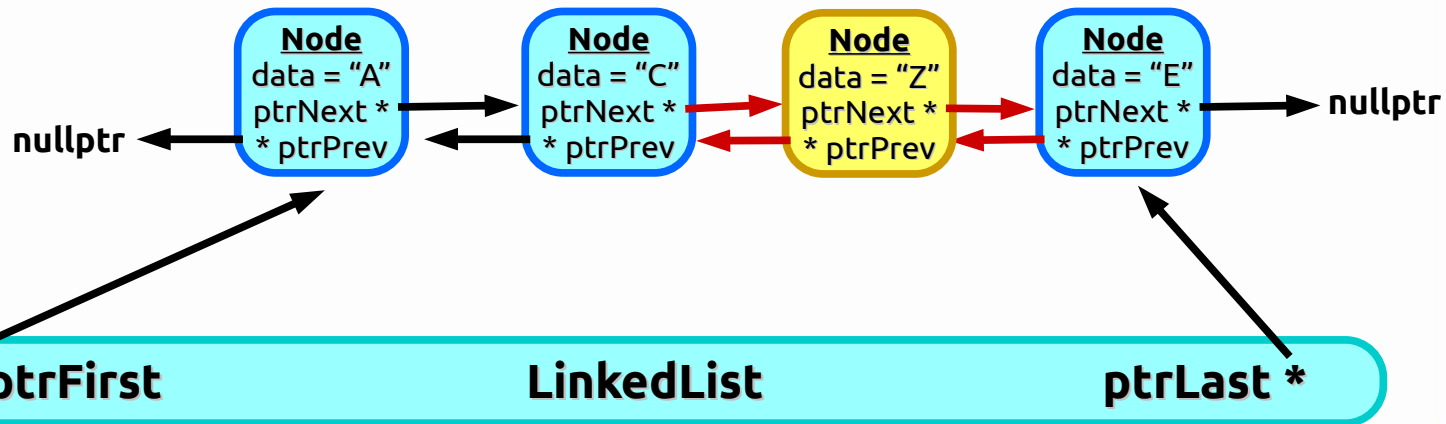 Node
data = “A”
ptrNext *
* ptrPrev
Node
data = “C”
ptrNext *
* ptrPrev
Node
data = “Z”
ptrNext *
* ptrPrev
Node
data = “E”
ptrNext *
* ptrPrev
nullptr
nullptr
ptrFirst
LinkedList
ptrLast *